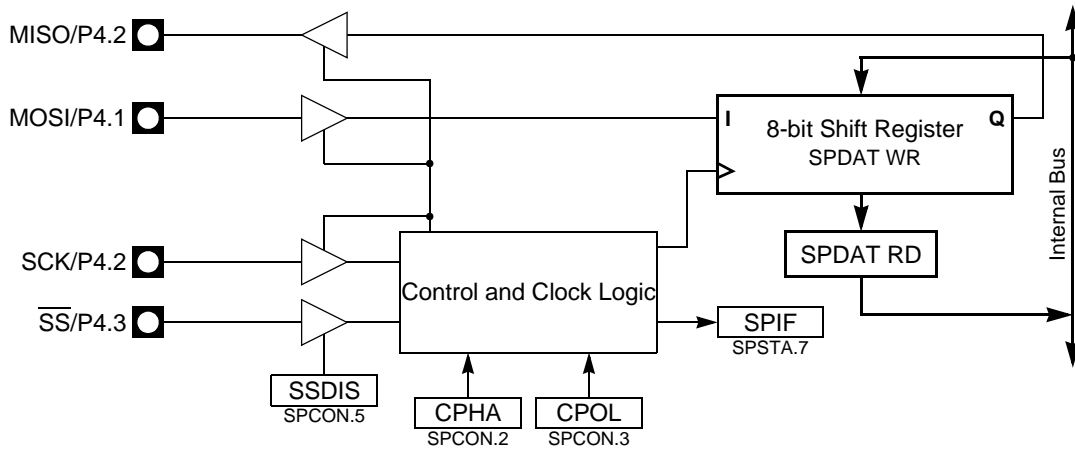 MISO/P4.2
MOSI/P4.1
I
8-bit Shift Register
Q
SPDAT WR
Internal Bus
SCK/P4.2
SPDAT RD
Control and Clock Logic
S̅S̅/P4.3
SPIF
SPSTA.7
SSDIS
SPCON.5
CPHA
SPCON.2
CPOL
SPCON.3